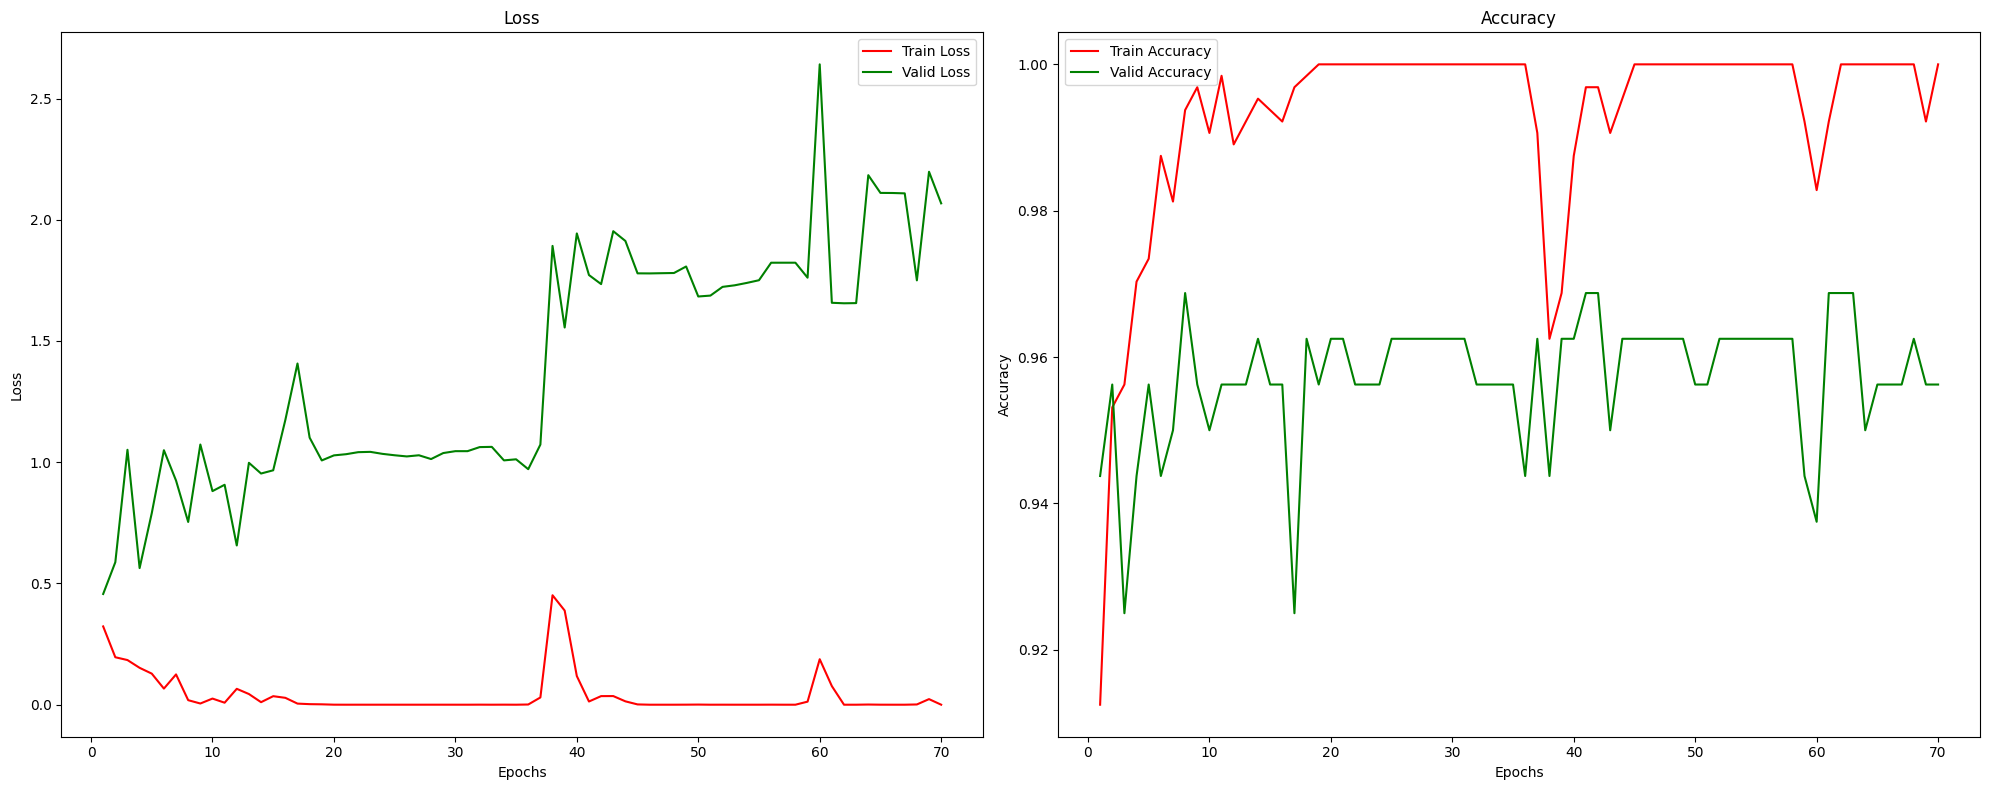 Loss
Train Loss
Valid Loss
2.5
2.0
1.5
1.0
0.5
0.0
Loss
0 10 20 30 40 50 60 70
Epochs
Accuracy
Train Accuracy
Valid Accuracy
1.00
0.98
0.96
0.94
0.92
Accuracy
0 10 20 30 40 50 60 70
Epochs